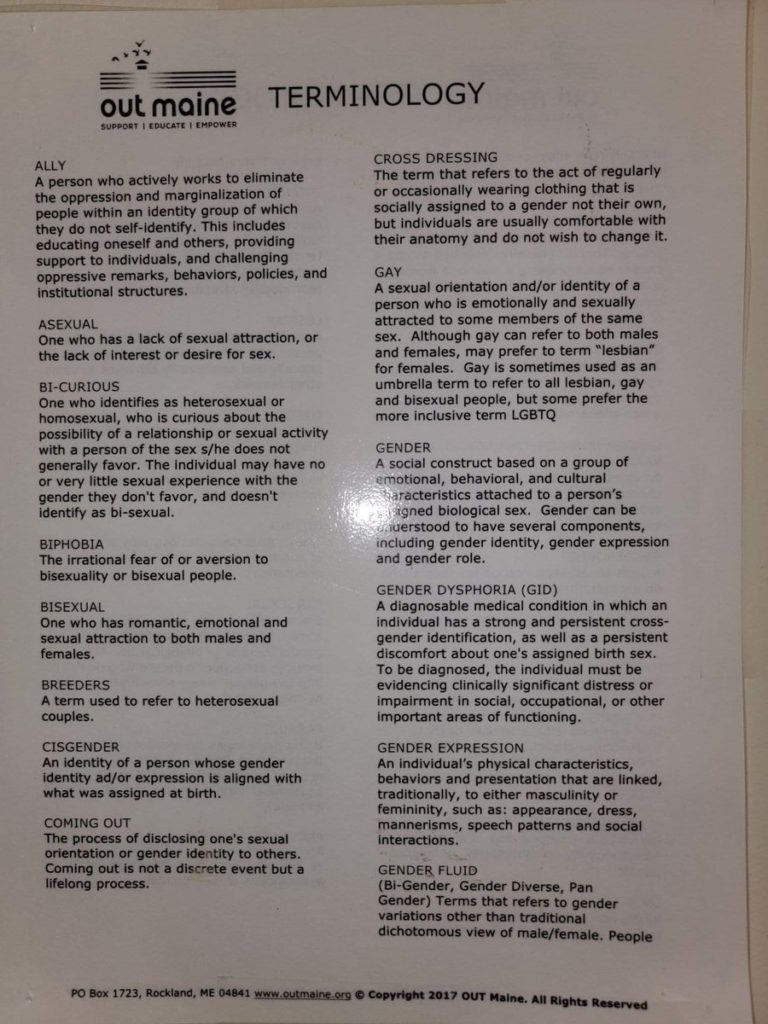 out maine
SUPPORT | EDUCATE | EMPOWER
TERMINOLOGY
ALLY
A person who actively works to eliminate
the oppression and marginalization of
people within an identity group of which
they do not self-identify. This includes
educating oneself and others, providing
support to individuals, and challenging
oppressive remarks, behaviors, policies, and
institutional structures.
ASEXUAL
One who has a lack of sexual attraction, or
the lack of interest or desire for sex.
BI-CURIOUS
One who identifies as heterosexual or
homosexual, who is curious about the
possibility of a relationship or sexual activity
with a person of the sex s/he does not
generally favor. The individual may have no
or very little sexual experience with the
gender they don't favor, and doesn't
identify as bi-sexual.
BIPHOBIA
The irrational fear of or aversion to
bisexuality or bisexual people.
BISEXUAL
One who has romantic, emotional and
sexual attraction to both males and
females.
BREEDERS
A term used to refer to heterosexual
couples.
CISGENDER
An identity of a person whose gender
identity ad/or expression is aligned with
what was assigned at birth.
COMING OUT
The process of disclosing one's sexual
orientation or gender identity to others.
Coming out is not a discrete event but a
lifelong process.
CROSS DRESSING
The term that refers to the act of regularly
or occasionally wearing clothing that is
socially assigned to a gender not their own,
but individuals are usually comfortable with
their anatomy and do not wish to change it.
GAY
A sexual orientation and/or identity of a
person who is emotionally and sexually
attracted to some members of the same
sex. Although gay can refer to both males
and females, may prefer to term “lesbian”
for females. Gay is sometimes used as an
umbrella term to refer to all lesbian, gay
and bisexual people, but some prefer the
more inclusive term LGBTQ
GENDER
A social construct based on a group of
emotional, behavioral, and cultural
characteristics attached to a person’s
assigned biological sex. Gender can be
understood to have several components,
including gender identity, gender expression
and gender role.
GENDER DYSPHORIA (GID)
A diagnosable medical condition in which an
individual has a strong and persistent cross-
gender identification, as well as a persistent
discomfort about one's assigned birth sex.
To be diagnosed, the individual must be
evidencing clinically significant distress or
impairment in social, occupational, or other
important areas of functioning.
GENDER EXPRESSION
An individual’s physical characteristics,
behaviors and presentation that are linked,
traditionally, to either masculinity or
femininity, such as: appearance, dress,
mannerisms, speech patterns and social
interactions.
GENDER FLUID
(Bi-Gender, Gender Diverse, Pan
Gender) Terms that refers to gender
variations other than traditional
dichotomous view of male/female. People
PO Box 1723, Rockland, ME 04841 www.outmaine.org © Copyright 2017 OUT Maine. All Rights Reserved